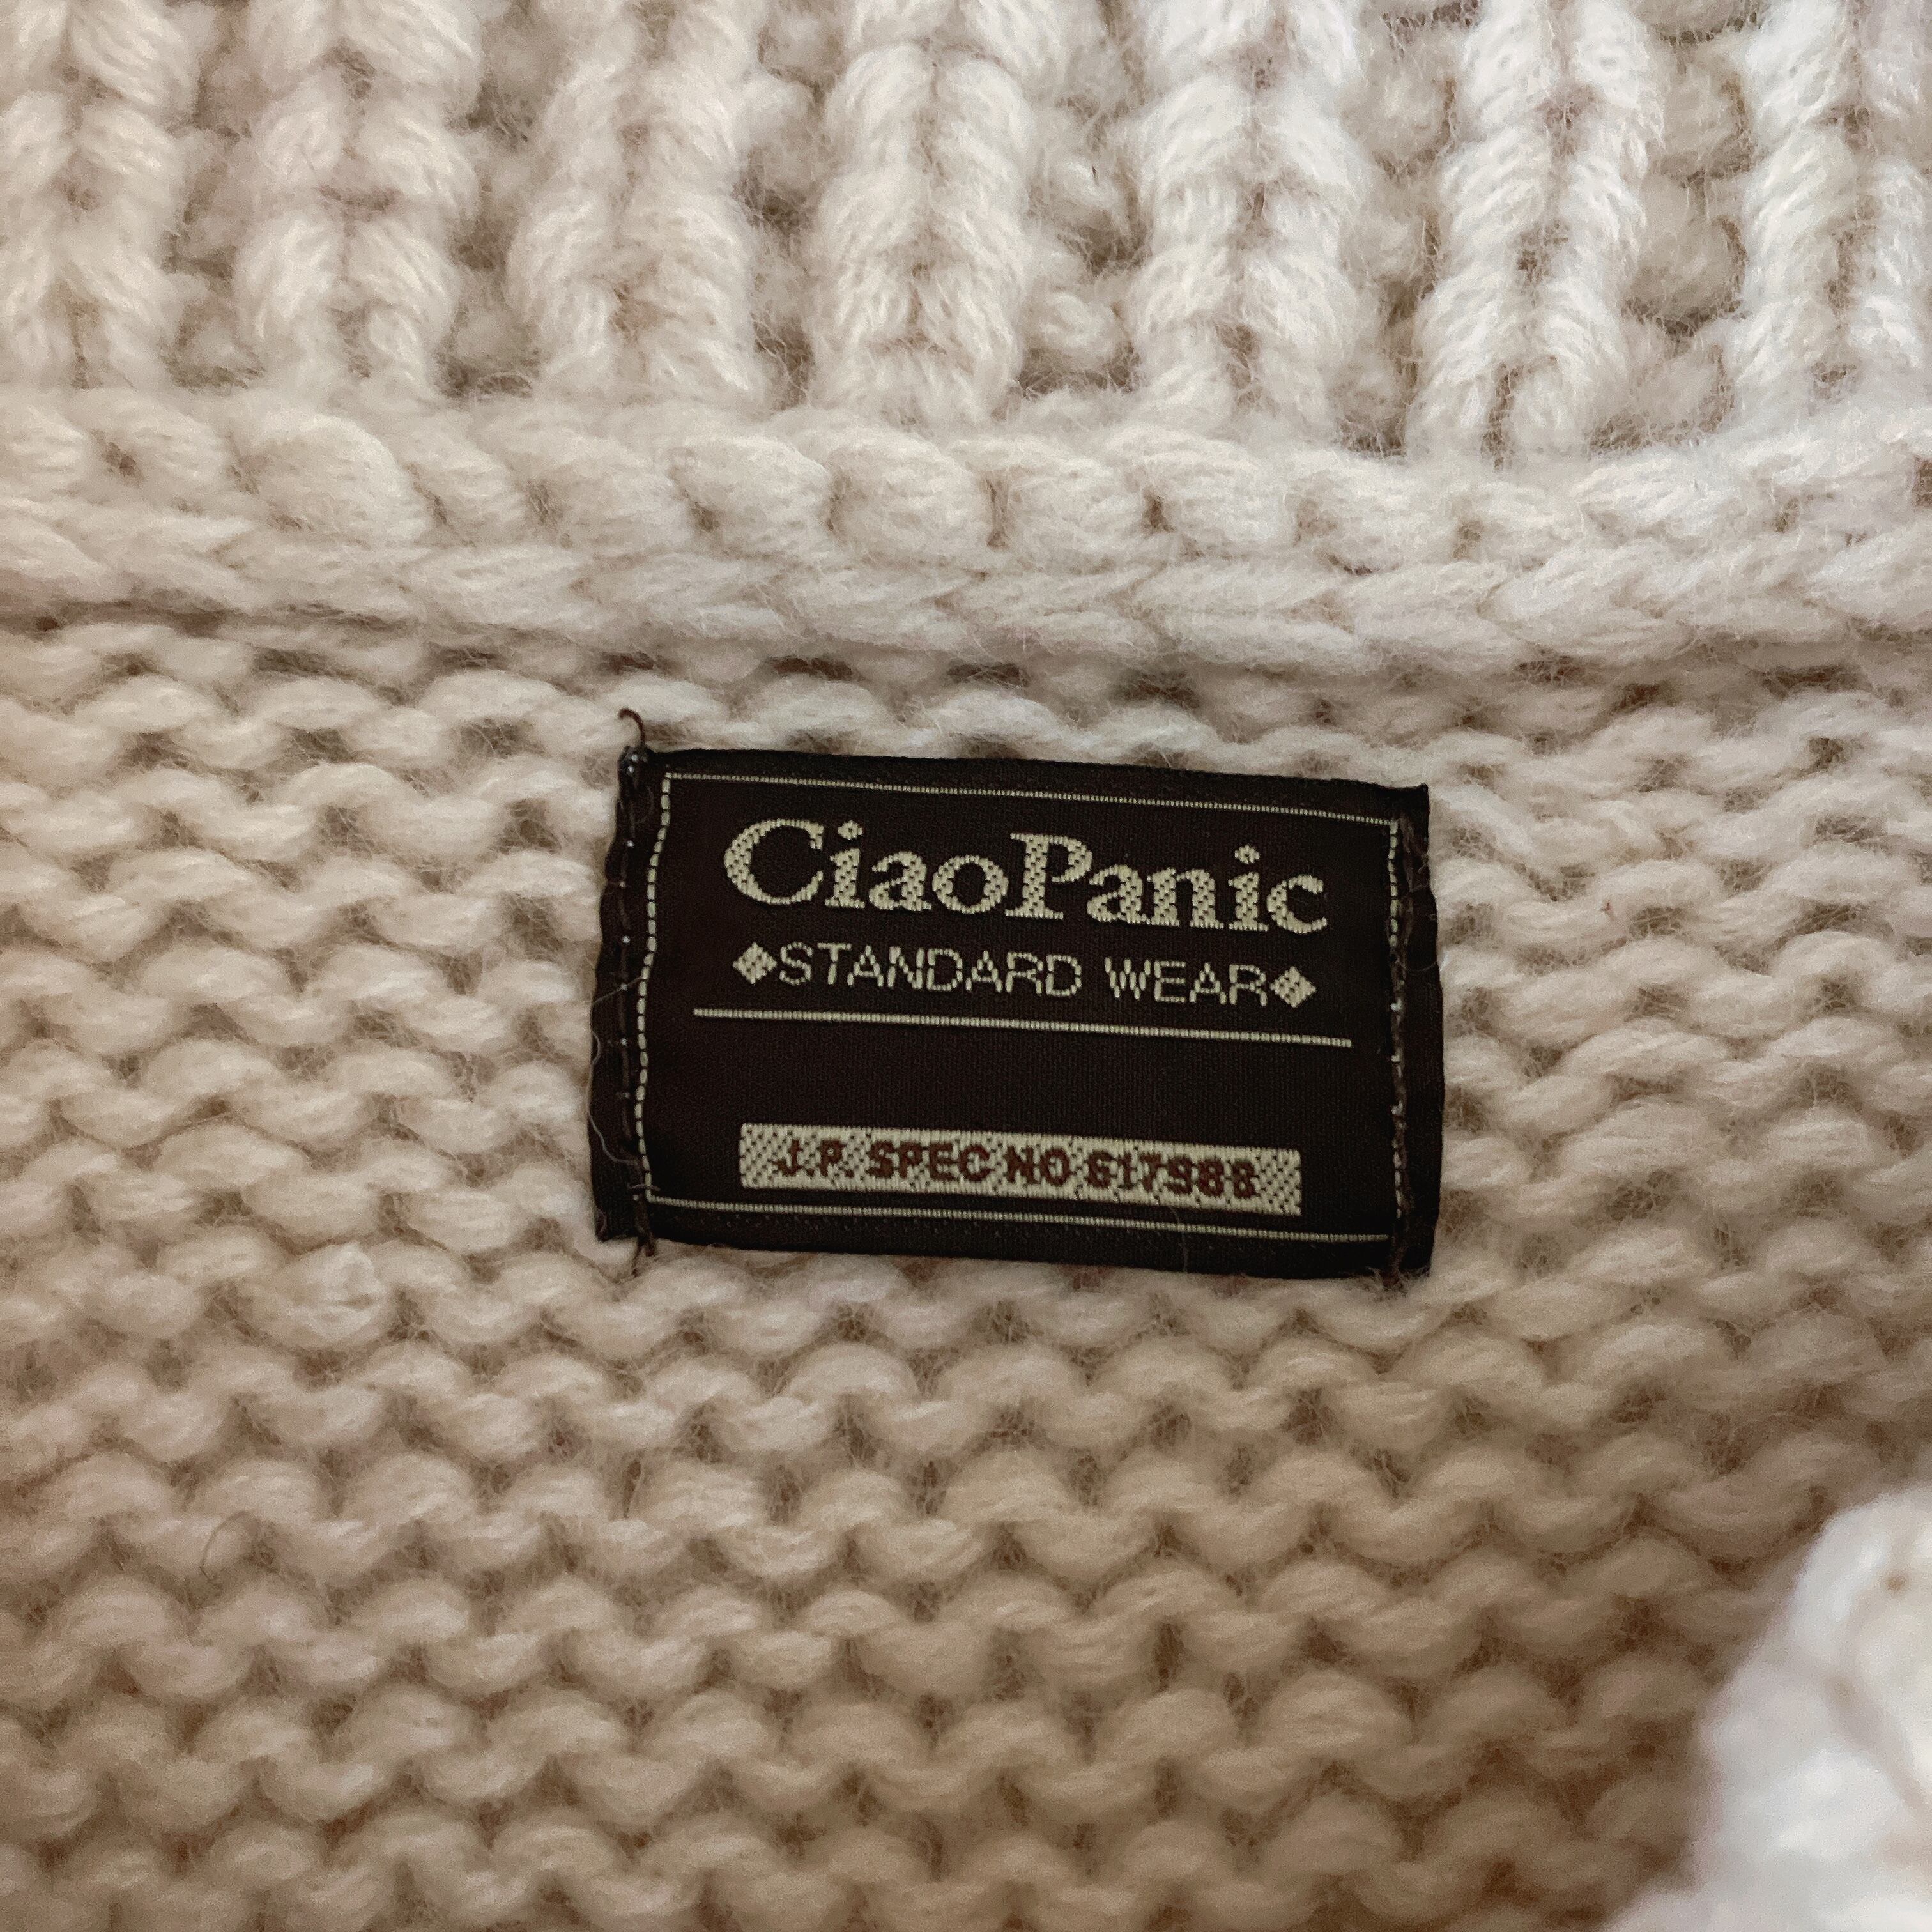 CiaoPanic
◆STANDARD WEAR◆
J.P. SPEC NO 617988